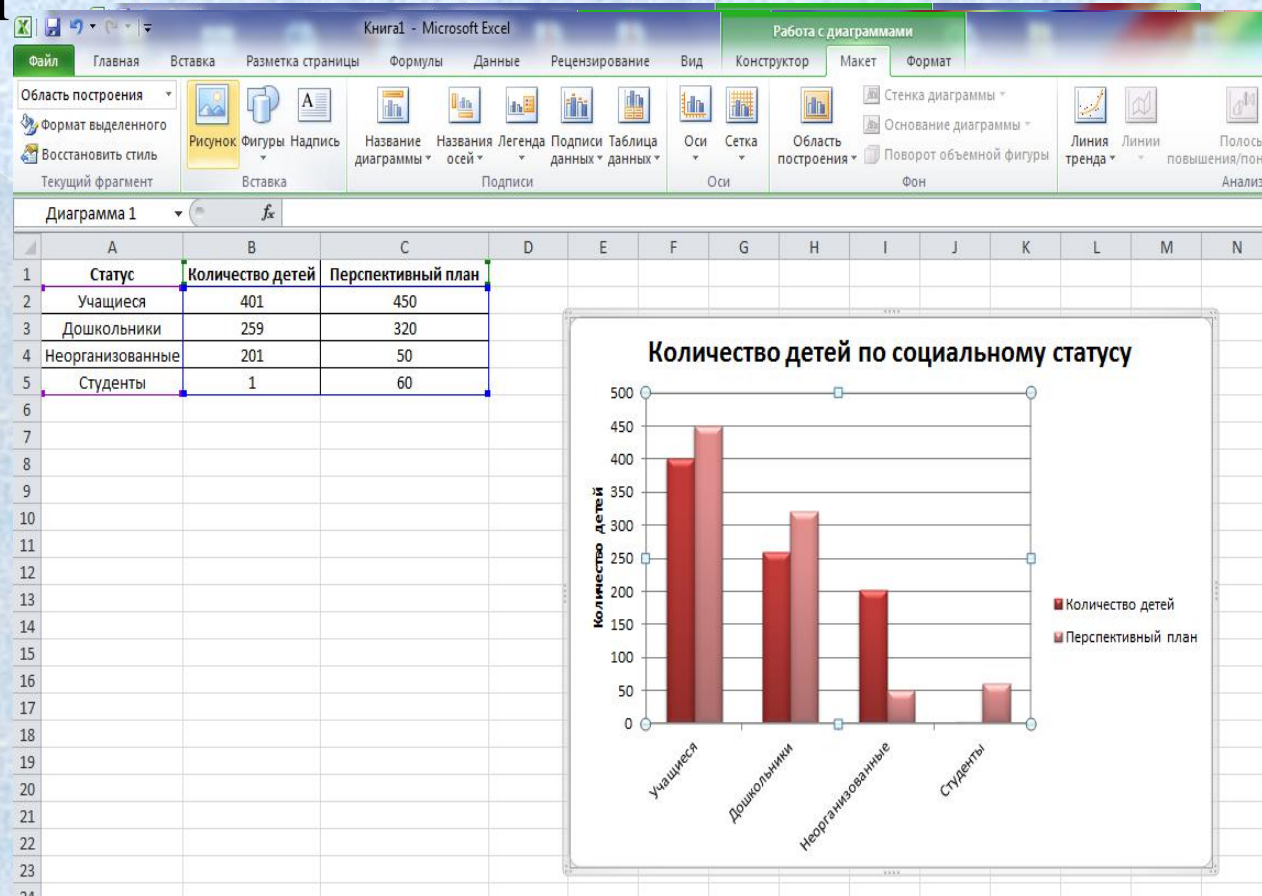 Книга1 - Microsoft Excel
Работа с диаграммами
Файл Главная Вставка Разметка страницы Формулы Данные Рецензирование Вид Конструктор Макет Формат
Область построения
Формат выделенного
Восстановить стиль
Текущий фрагмент
Рисунок Фигуры Надпись
Вставка
Название диаграммы
Названия осей
Легенда
Подписи данных
Таблица данных
Подписи
Оси Сетка
Оси
Область построения
Стенка диаграммы
Основание диаграммы
Поворот объемной фигуры
Фон
Линия тренда
Линии
Полось
повышения/пон
Анализ
Диаграмма 1 fx
A B C D E F G H I J K L M N
1 Статус Количество детей Перспективный план
2 Учащиеся 401 450
3 Дошкольники 259 320
4 Неорганизованные 201 50
5 Студенты 1 60
6
7
8
9
10
11
12
13
14
15
16
17
18
19
20
21
22
23
Количество детей по социальному статусу
Количество детей
500
450
400
350
300
250
200
150
100
50
0
Учащиеся
Дошкольники
Неорганизованные
Студенты
Количество детей
Перспективный план